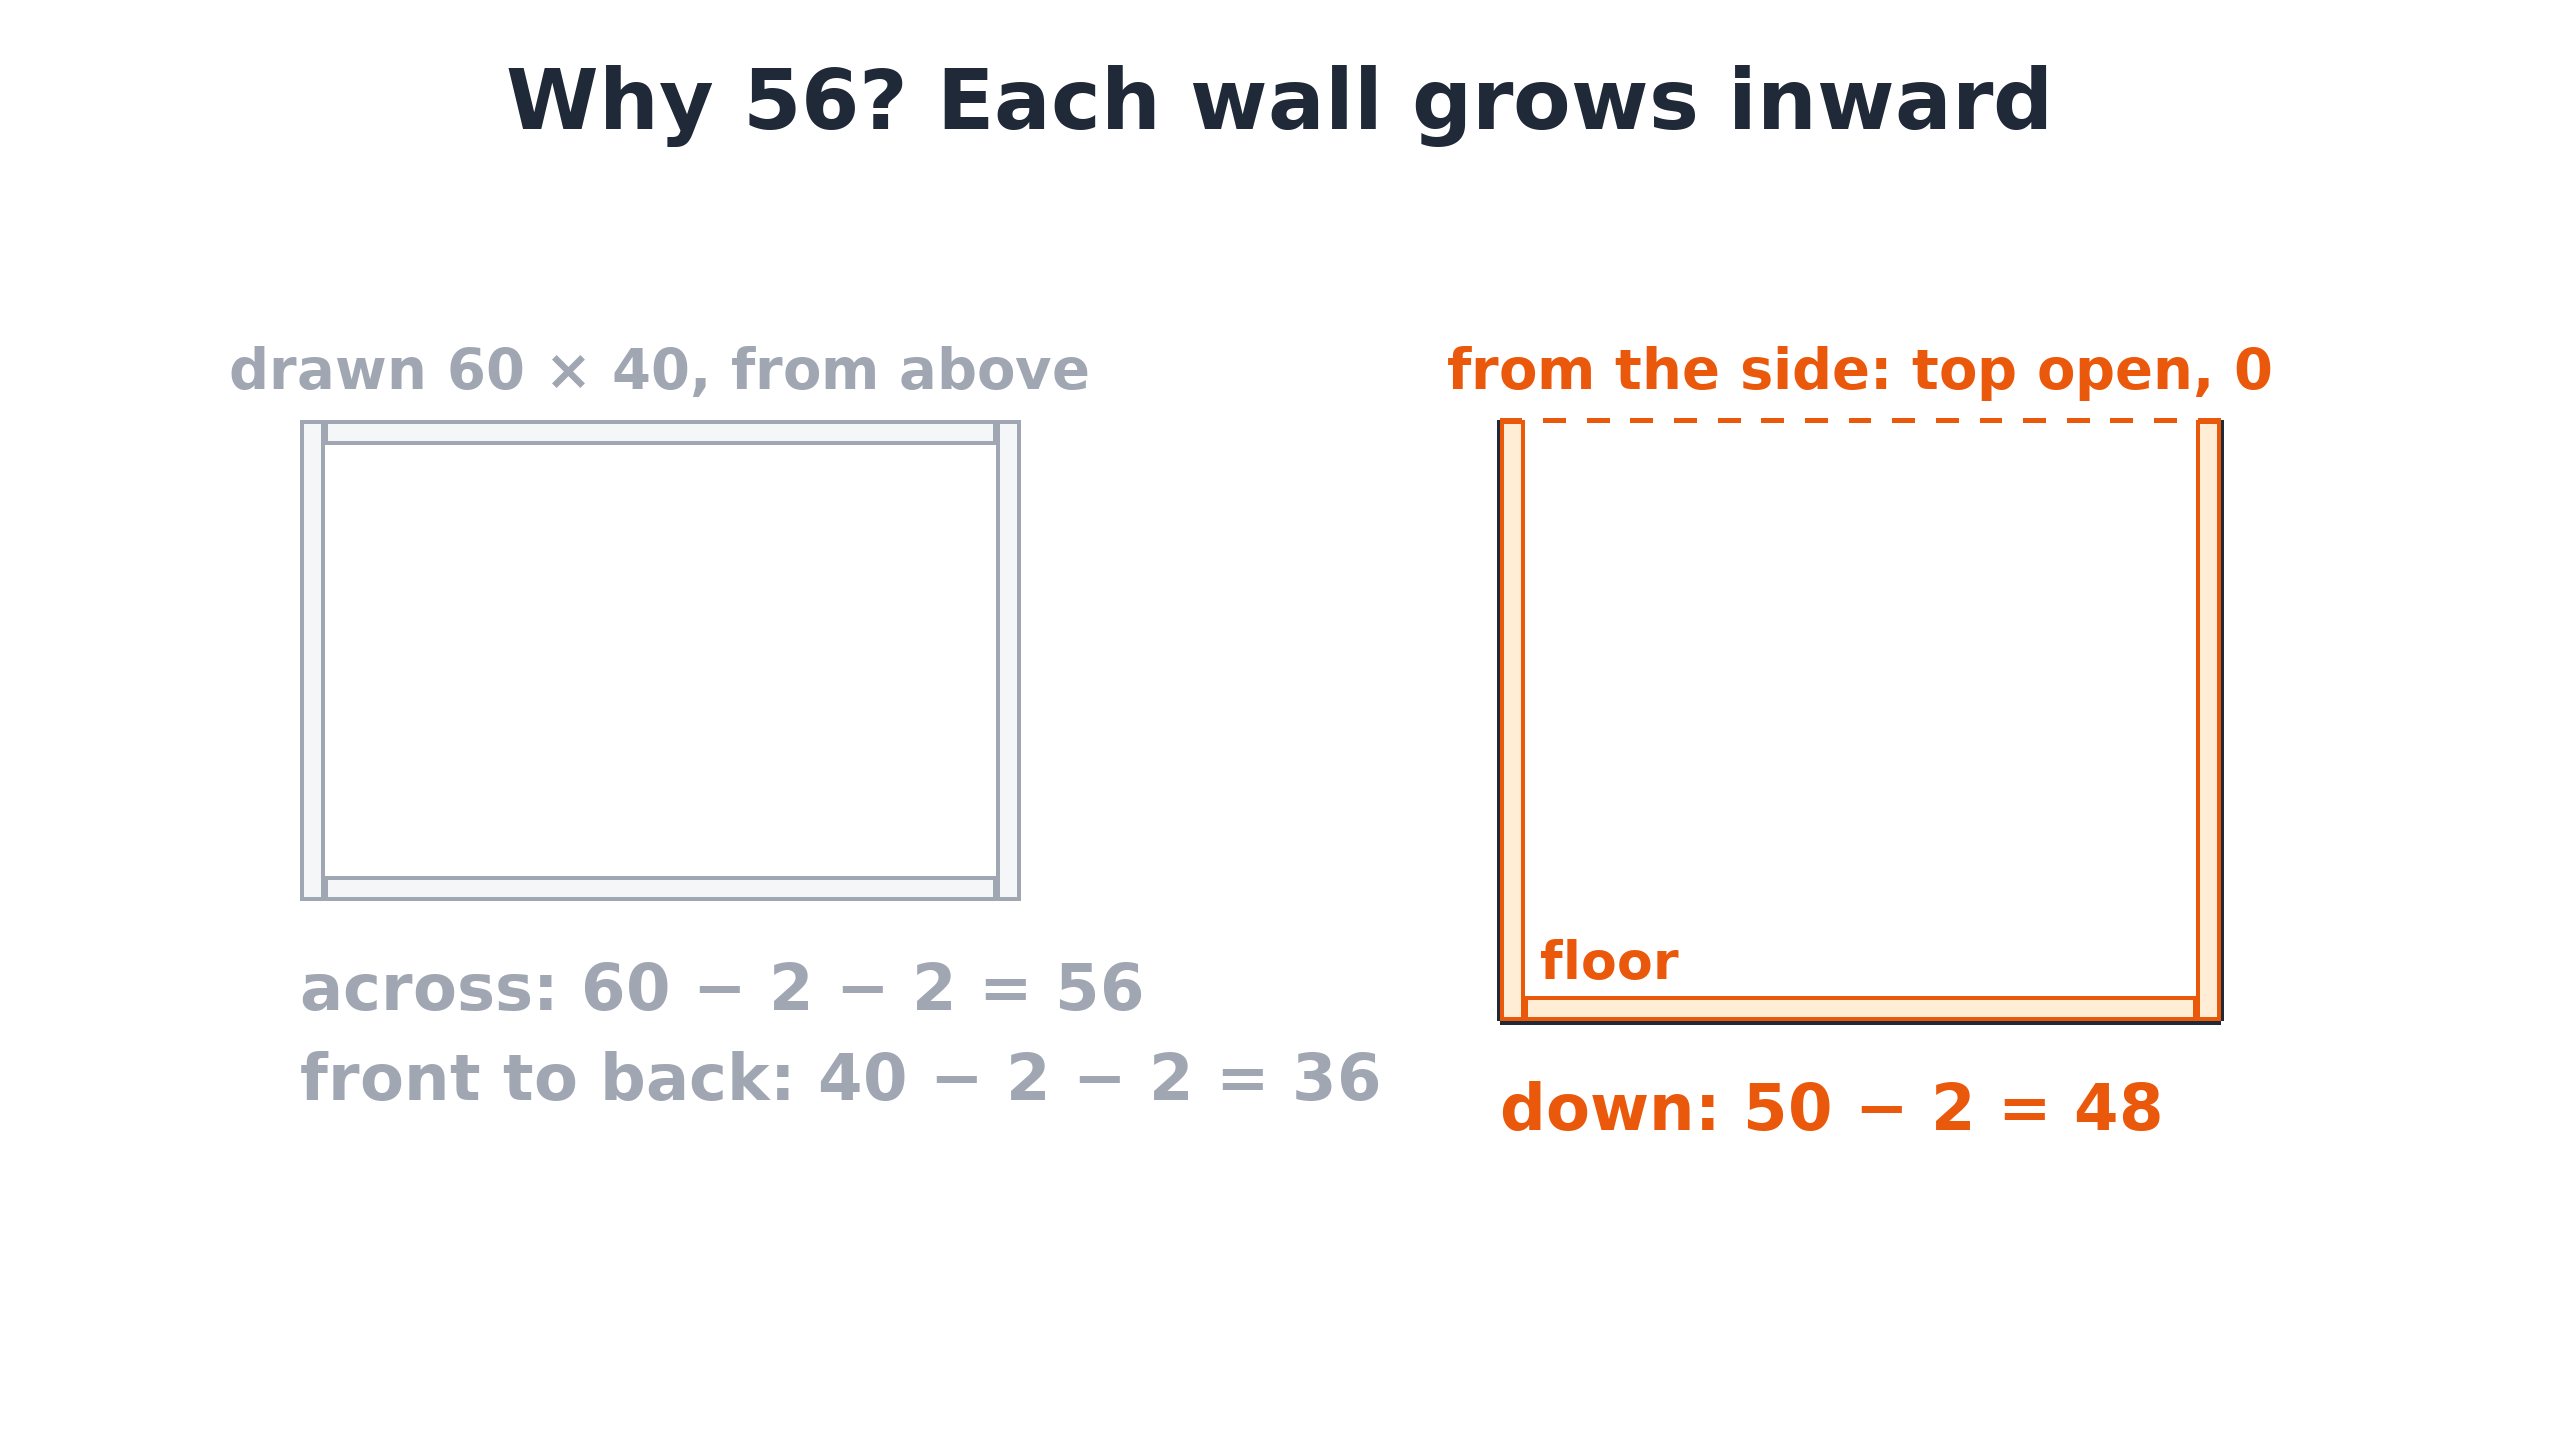 Why 56? Each wall grows inward
drawn 60 × 40, from above
across: 60 − 2 − 2 = 56
front to back: 40 − 2 − 2 = 36
from the side: top open, 0
floor
down: 50 − 2 = 48